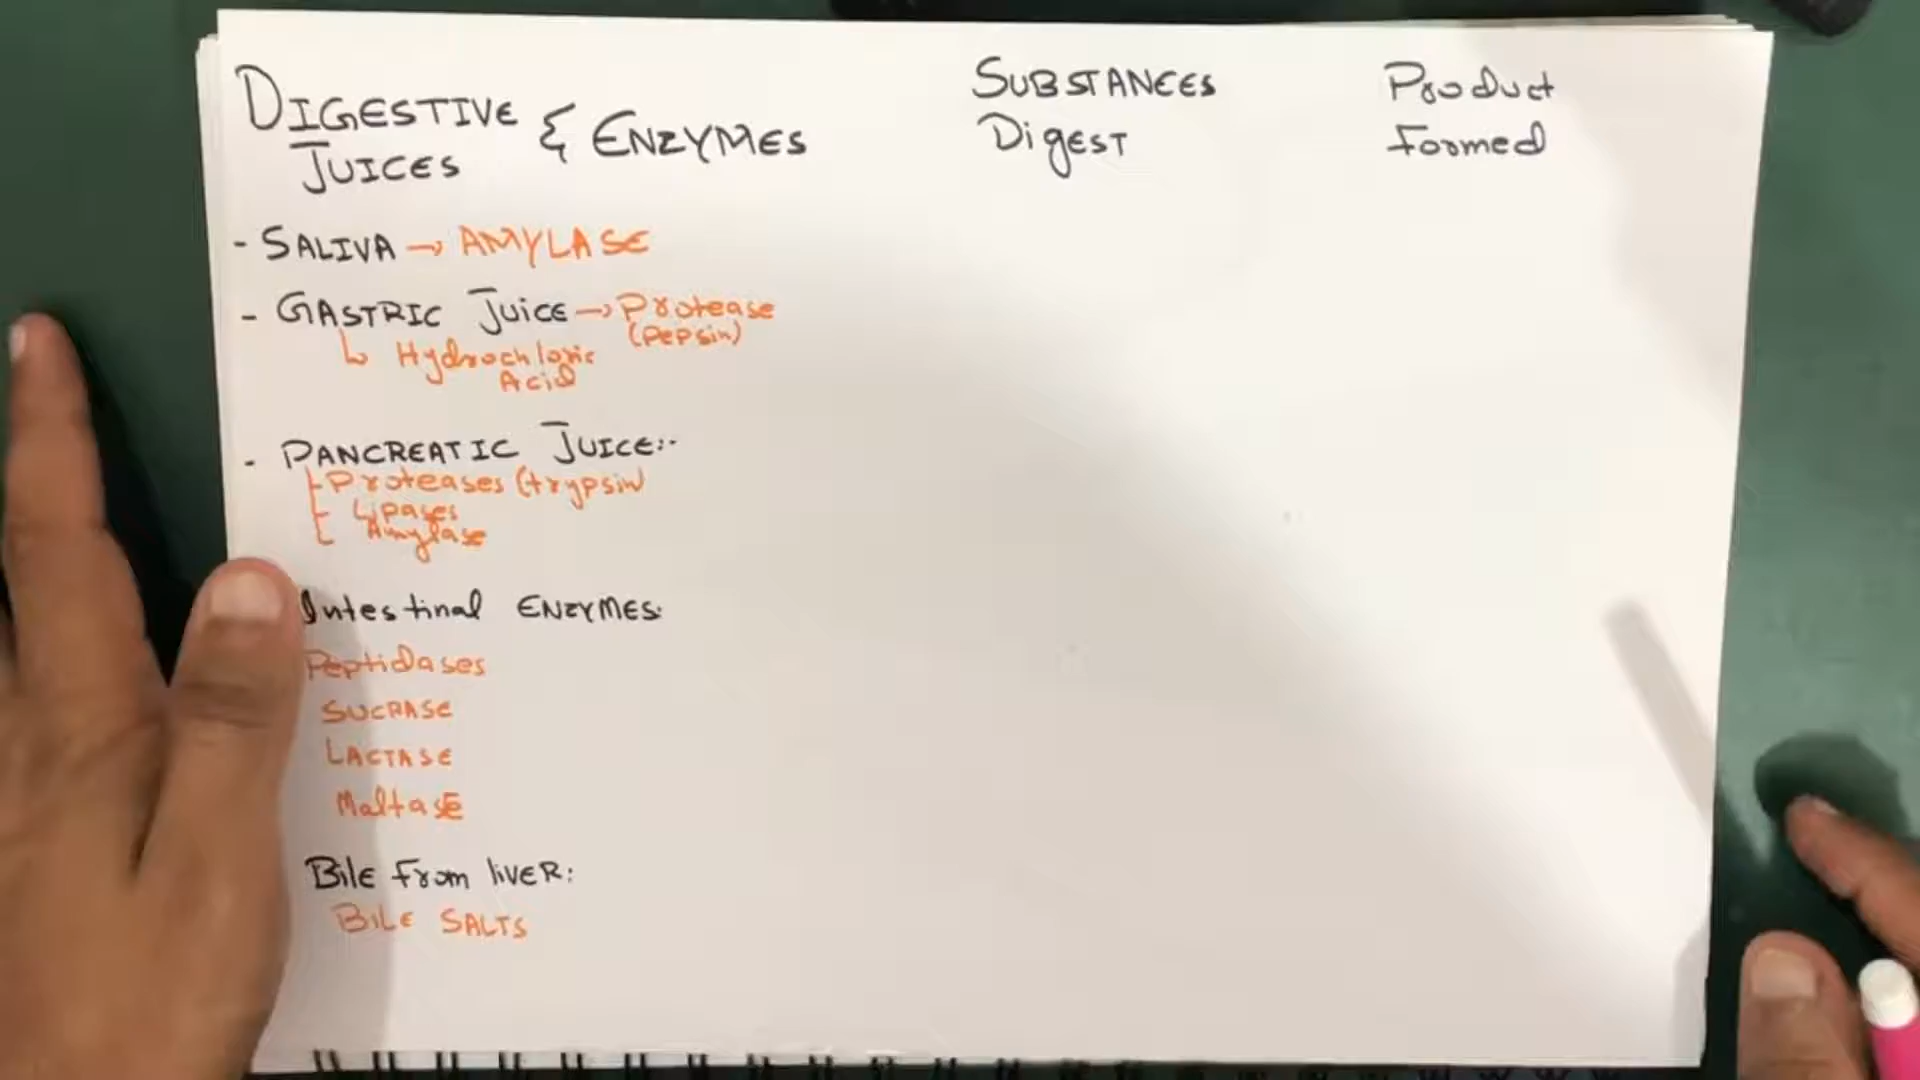 DIGESTIVE JUICES & ENZYMES
SUBSTANCES DigEST
Product Formed
- SALIVA → AMYLASE
- GASTRIC JUICE → Protease (Pepsin)
↳ Hydrochloric Acid
- PANCREATIC JUICE:-
Proteases (trypsin)
Lipases
Amylase
Intestinal ENZYMES:
Peptidases
SUCRASE
LACTASE
Maltase
Bile From liVER:
BILE SALTS